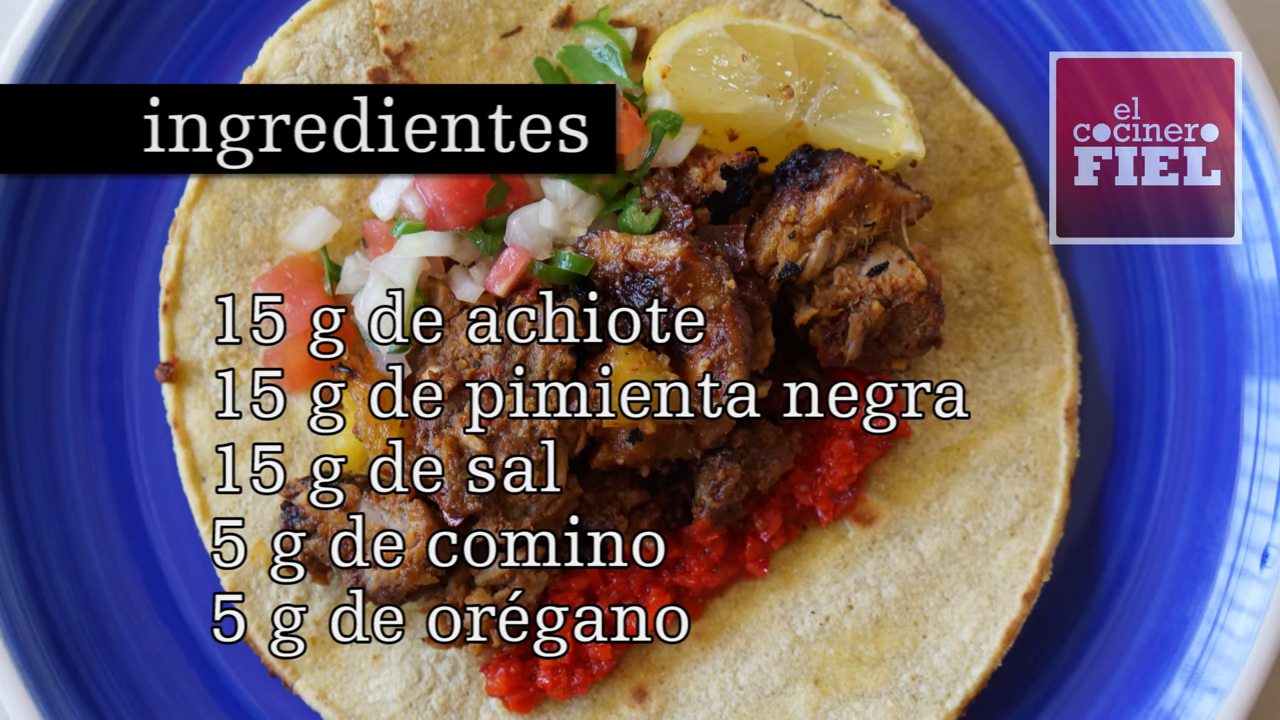 ingredientes
el
cocinero
FIEL
15 g de achiote
15 g de pimienta negra
15 g de sal
5 g de comino
5 g de orégano